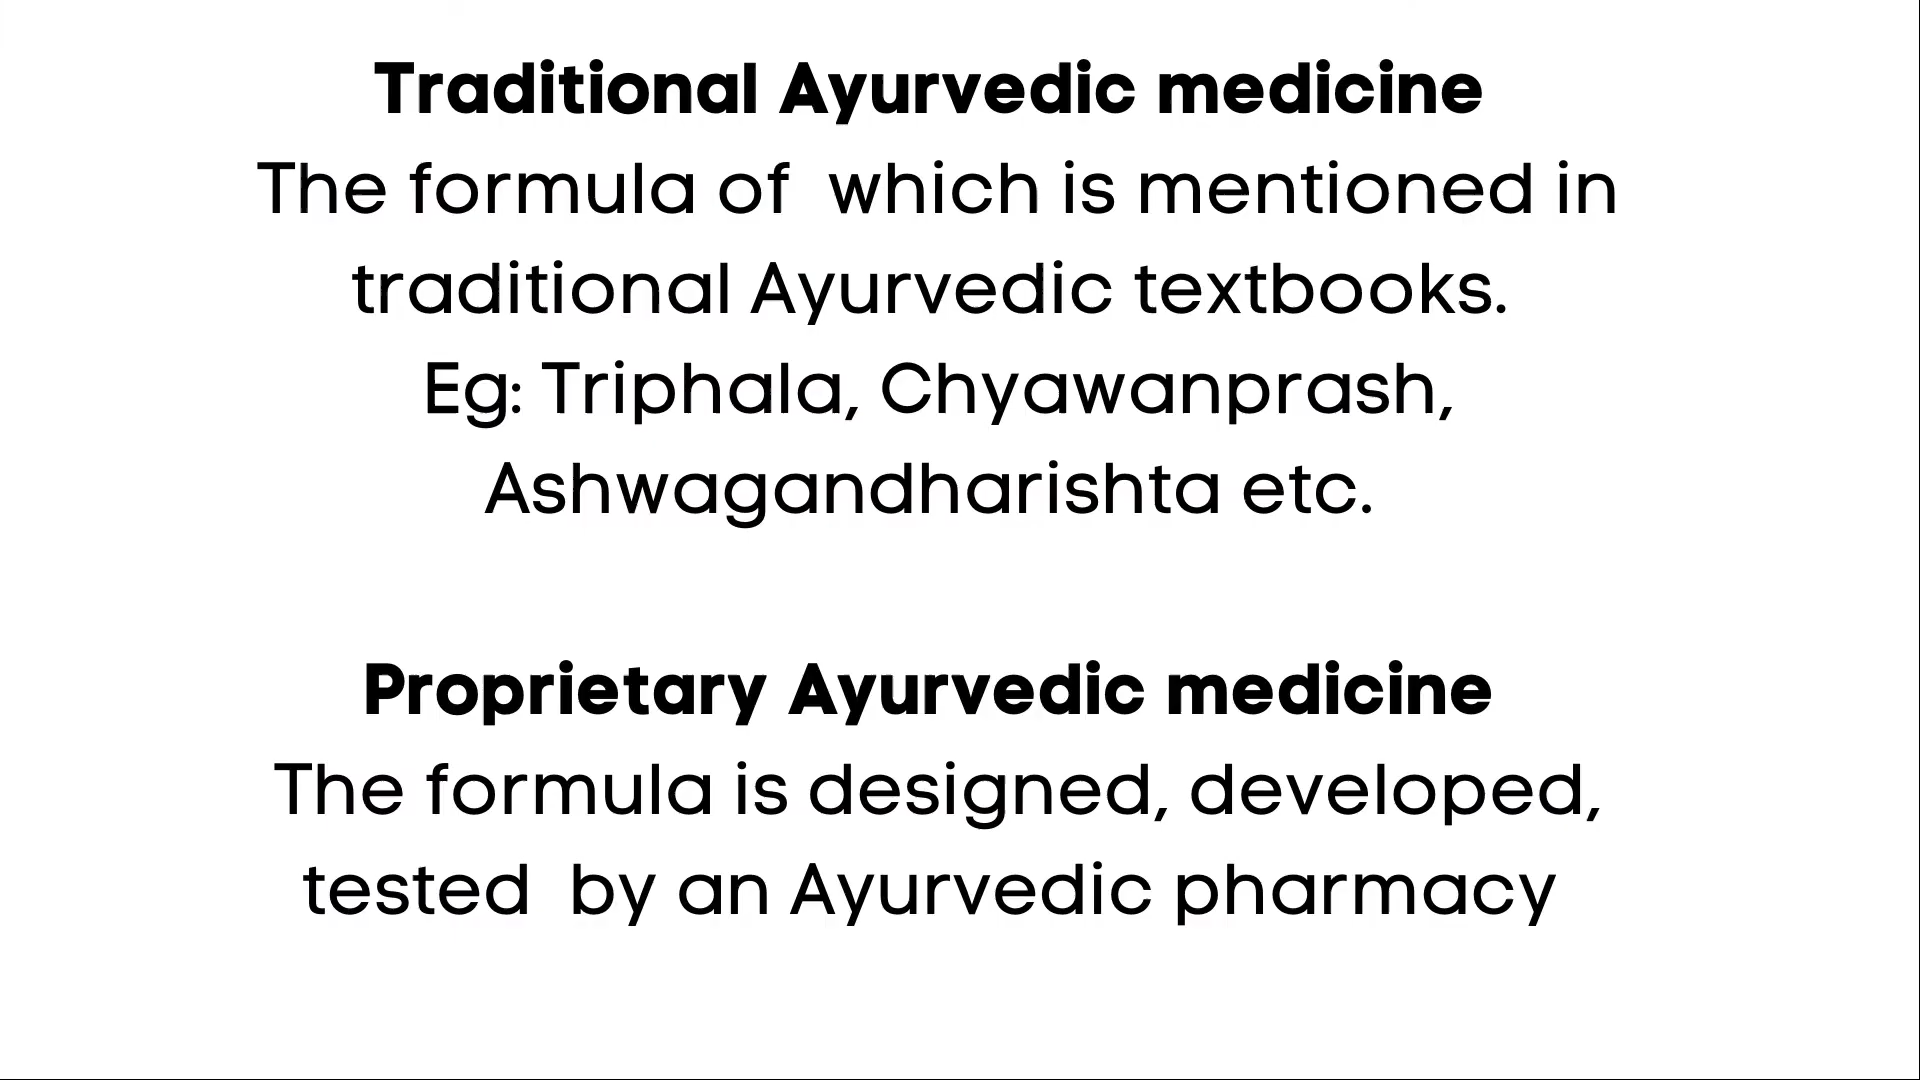 Traditional Ayurvedic medicine
The formula of  which is mentioned in
traditional Ayurvedic textbooks.
Eg: Triphala, Chyawanprash,
Ashwagandharishta etc.
Proprietary Ayurvedic medicine
The formula is designed, developed,
tested  by an Ayurvedic pharmacy